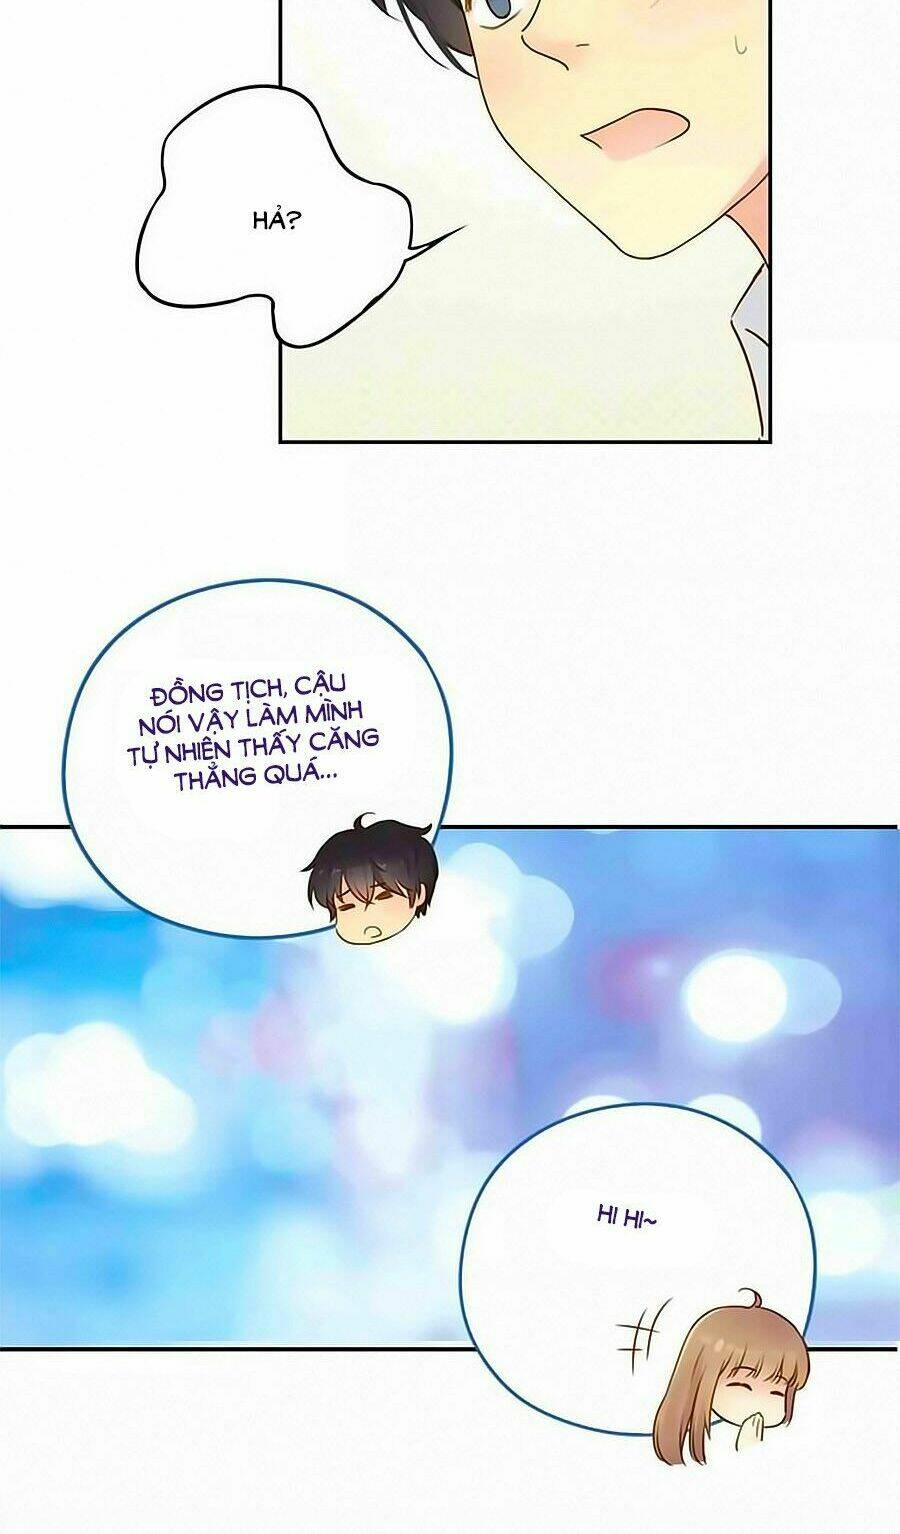 HẢ?
ĐỒNG TỊCH, CẬU
NÓI VẬY LÀM MÌNH
TỰ NHIÊN THẤY CĂNG
THẲNG QUÁ...
HI HI~